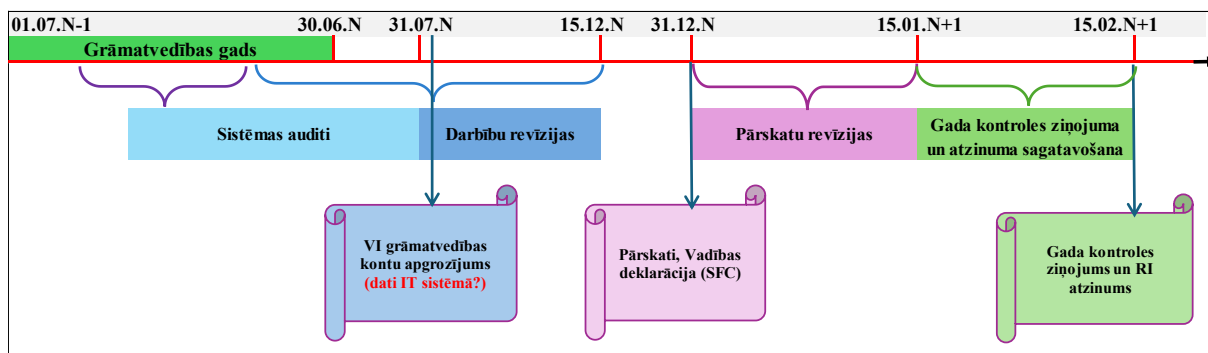 01.07.N-1 30.06.N 31.07.N 15.12.N 31.12.N 15.01.N+1 15.02.N+1
Grāmatvedības gads
Sistēmas auditi
Darbību revīzijas
Pārskatu revīzijas
Gada kontroles ziņojuma
un atzinuma sagatavošana
VI grāmatvedības
kontu apgrozījums
(dati IT sistēmā?)
Pārskati, Vadības
deklarācija (SFC)
Gada kontroles
ziņojums un RI
atzinums